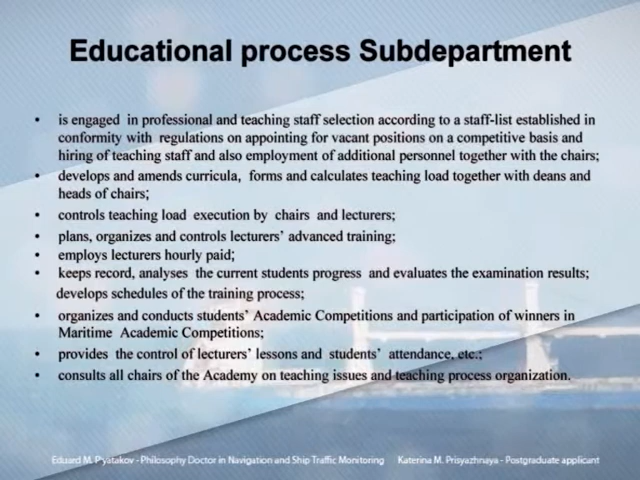 Educational process Subdepartment
• is engaged in professional and teaching staff selection according to a staff-list established in
conformity with regulations on appointing for vacant positions on a competitive basis and
hiring of teaching staff and also employment of additional personnel together with the chairs;
• develops and amends curricula, forms and calculates teaching load together with deans and
heads of chairs;
• controls teaching load execution by chairs and lecturers;
• plans, organizes and controls lecturers’ advanced training;
• employs lecturers hourly paid;
• keeps record, analyses the current students progress and evaluates the examination results;
develops schedules of the training process;
• organizes and conducts students’ Academic Competitions and participation of winners in
Maritime Academic Competitions;
• provides the control of lecturers’ lessons and students’ attendance, etc.;
• consults all chairs of the Academy on teaching issues and teaching process organization.
Eduard M. Pyatakov - Philosophy Doctor in Navigation and Ship Traffic Monitoring Katerina M. Prisyazhnaya - Postgraduate applicant